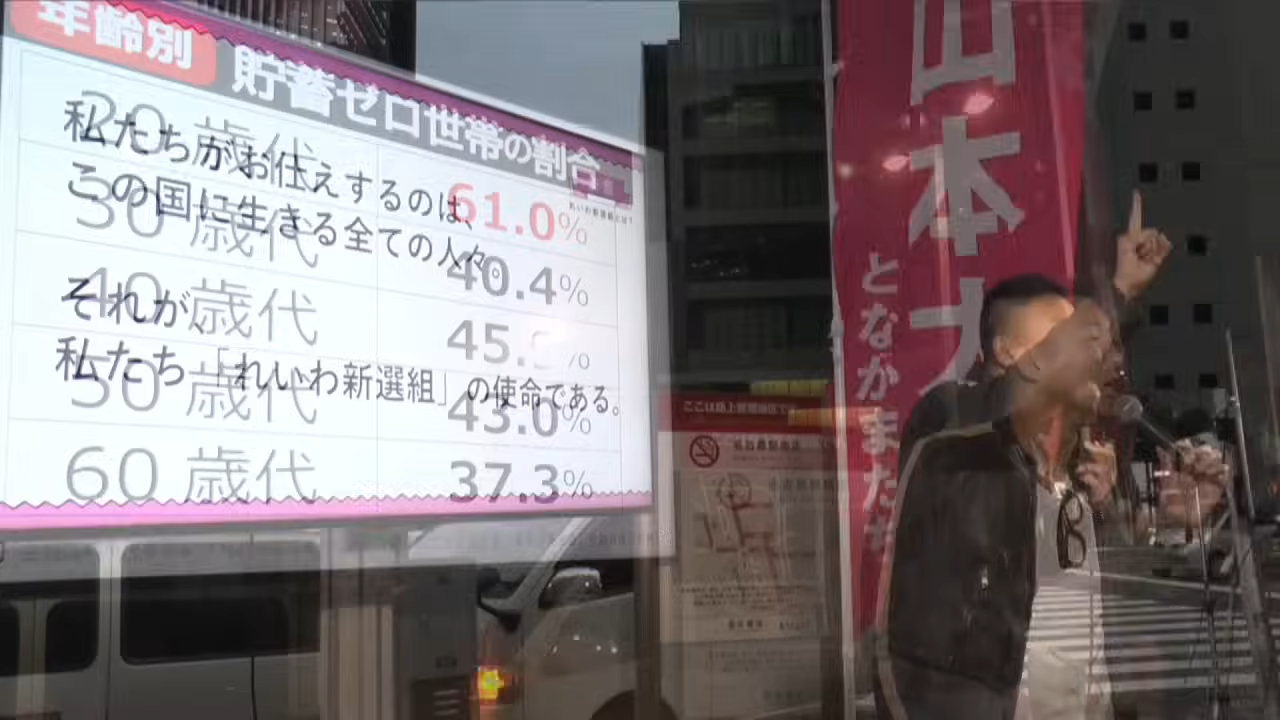 年齢別
貯蓄ゼロ世帯の割合
20歳代 61.0%
30歳代 40.4%
40歳代 45.
50歳代 43.0%
60歳代 37.3%
私たちがお仕えするのは、
この国に生きる全ての人々。
それが、
私たち「れいわ新選組」の使命である。
山本太
となかまたち
ここは路上禁煙地区で